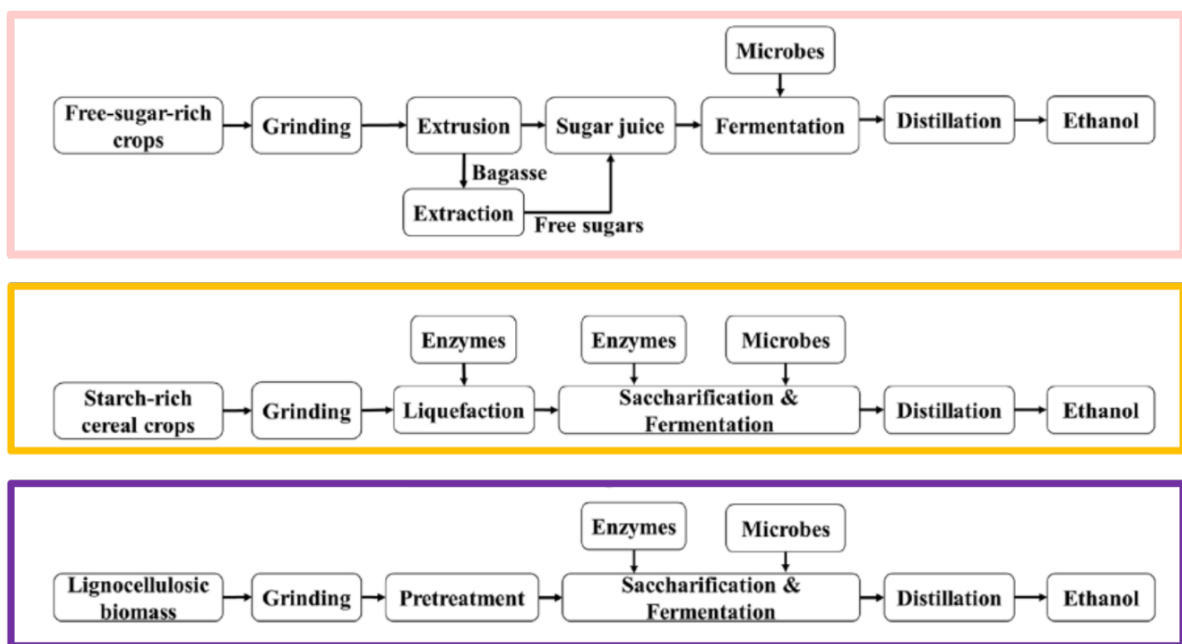 Microbes
Free-sugar-rich
crops
Grinding
Extrusion
Sugar juice
Fermentation
Distillation
Ethanol
Bagasse
Extraction
Free sugars
Enzymes
Enzymes
Microbes
Starch-rich
cereal crops
Grinding
Liquefaction
Saccharification &
Fermentation
Distillation
Ethanol
Enzymes
Microbes
Lignocellulosic
biomass
Grinding
Pretreatment
Saccharification &
Fermentation
Distillation
Ethanol